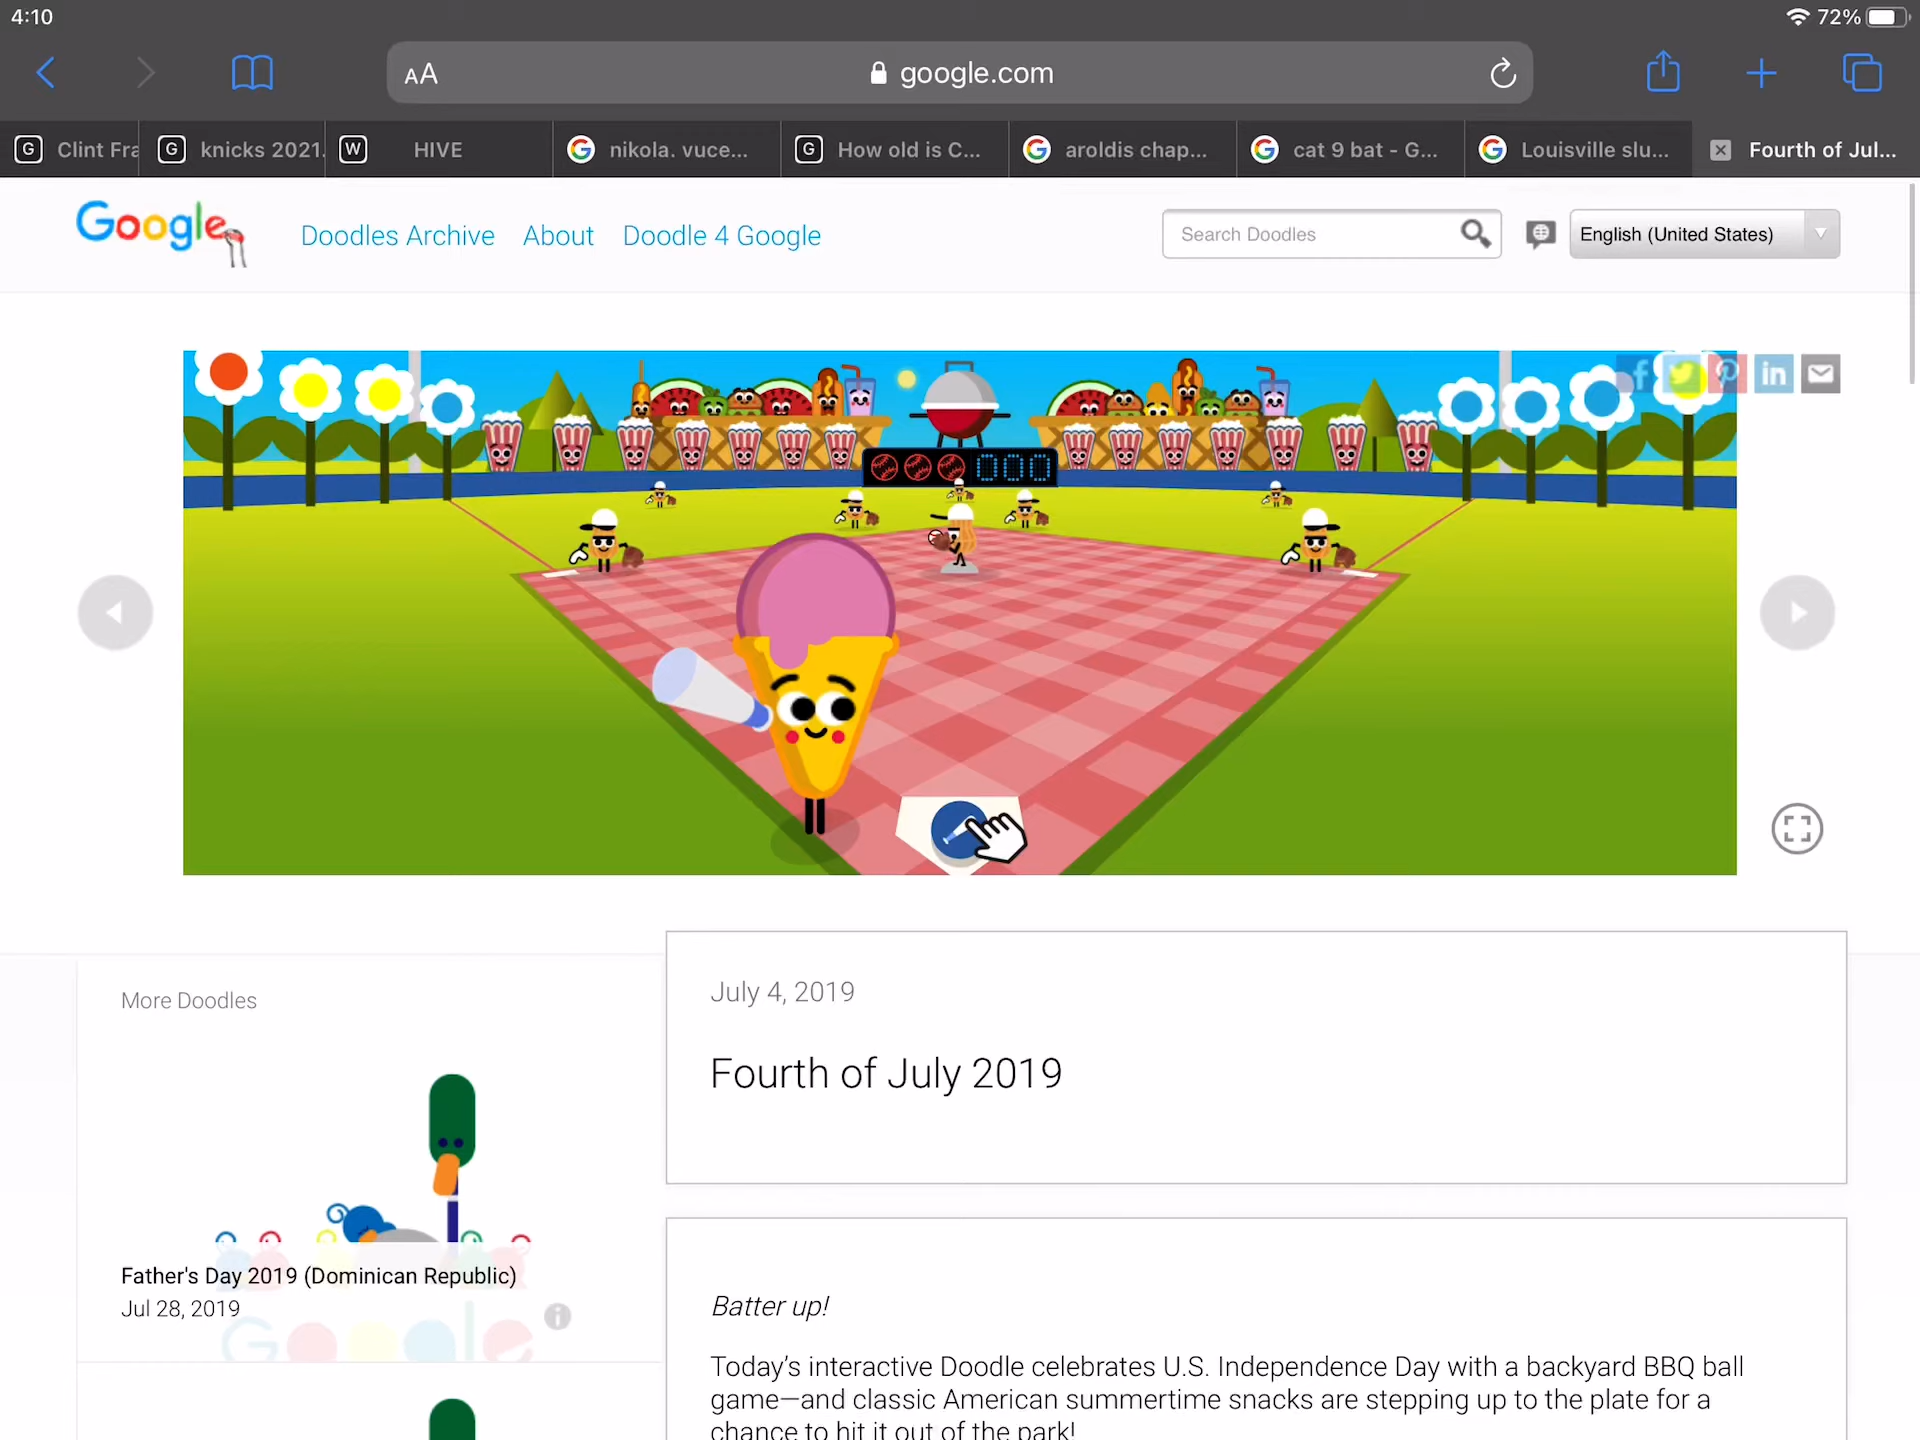 4:10
72%
AA
google.com
Clint Fra
knicks 2021.
HIVE
nikola. vuce...
How old is C...
aroldis chap...
cat 9 bat - G...
Louisville slu...
Fourth of Jul...
Google
Doodles Archive
About
Doodle 4 Google
Search Doodles
English (United States)
000
More Doodles
July 4, 2019
Fourth of July 2019
Father's Day 2019 (Dominican Republic)
Jul 28, 2019
Google
Batter up!
Today's interactive Doodle celebrates U.S. Independence Day with a backyard BBQ ball
game—and classic American summertime snacks are stepping up to the plate for a
chance to hit it out of the park!